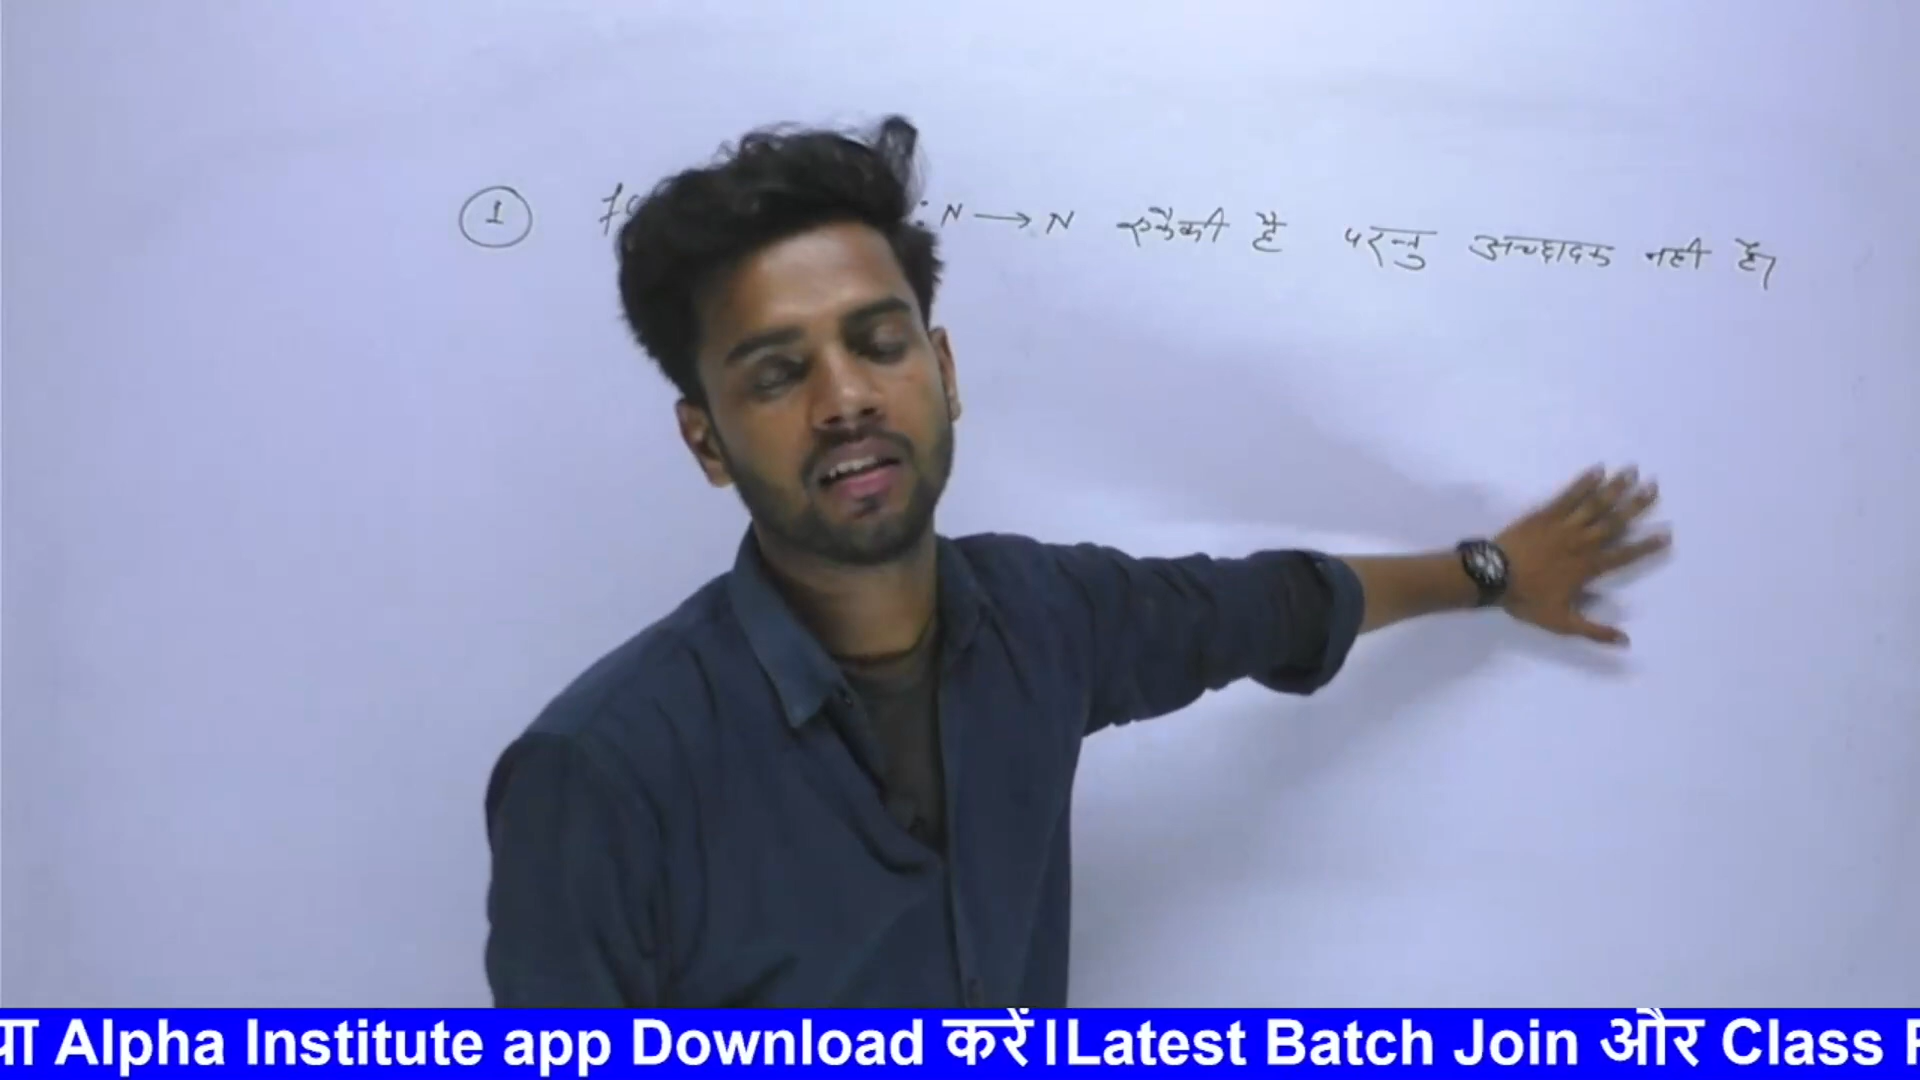 1 : N → N एकैकी है परन्तु आच्छादक नहीं है।
या Alpha Institute app Download करें।Latest Batch Join और Class